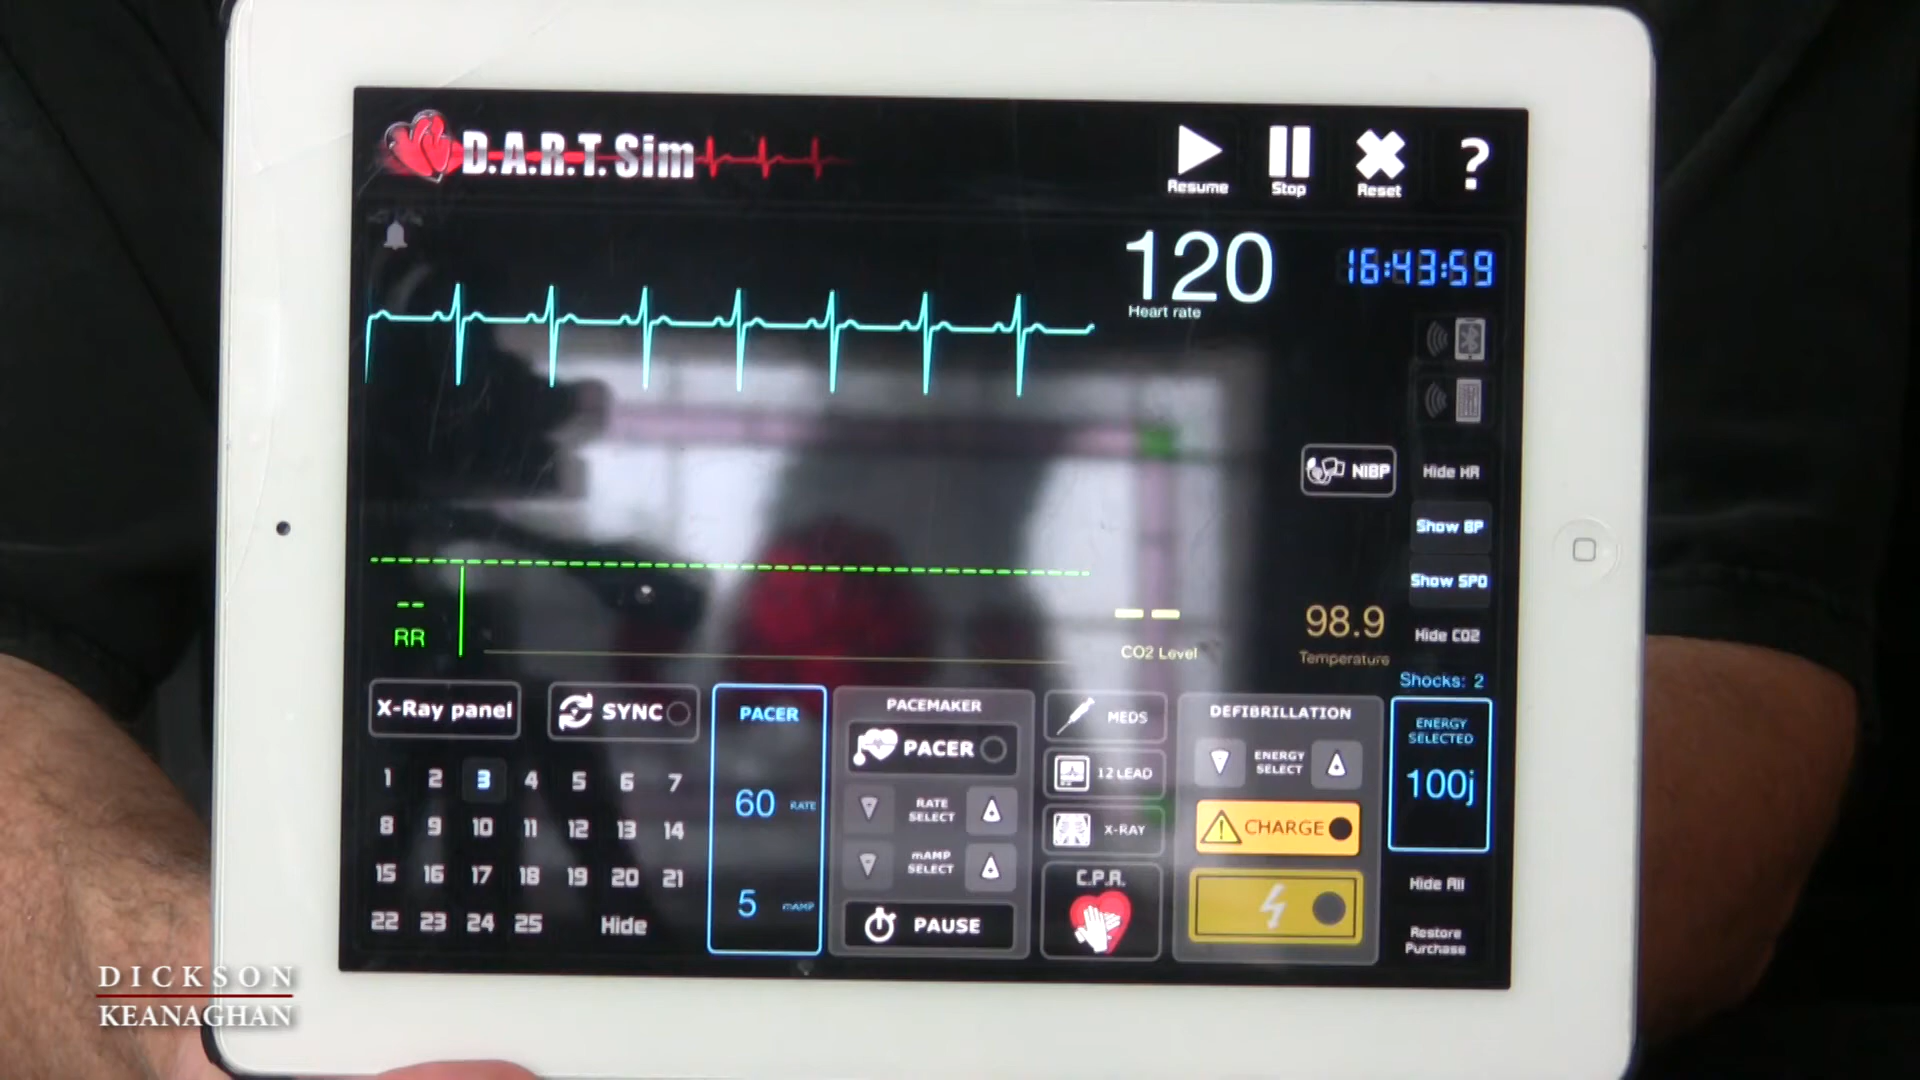 D.A.R.T. Sim
Resume
Stop
Reset
?
120
Heart rate
16:43:59
NIBP
Hide HR
Show BP
Show SPO
--
RR
-- --
CO2 Level
98.9
Temperature
Hide CO2
Shocks: 2
X-Ray panel
SYNC
PACER
60 RATE
5 mAMP
PACEMAKER
PACER
RATE
SELECT
mAMP
SELECT
PAUSE
MEDS
12 LEAD
X-RAY
C.P.R.
DEFIBRILLATION
ENERGY
SELECT
CHARGE
ENERGY
SELECTED
100j
1 2 3 4 5 6 7
8 9 10 11 12 13 14
15 16 17 18 19 20 21
22 23 24 25 Hide
Hide All
Restore
Purchase
DICKSON
KEANAGHAN